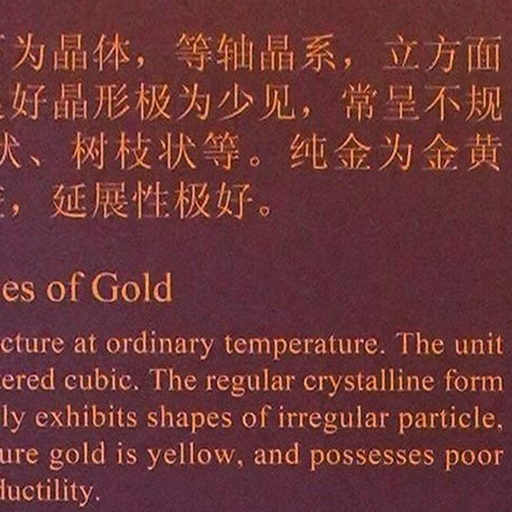 为晶体，等轴晶系，立方面
好晶形极为少见，常呈不规
状、树枝状等。纯金为金黄
，延展性极好。
es of Gold
cture at ordinary temperature. The unit
tered cubic. The regular crystalline form
ly exhibits shapes of irregular particle,
ure gold is yellow, and possesses poor
ductility.